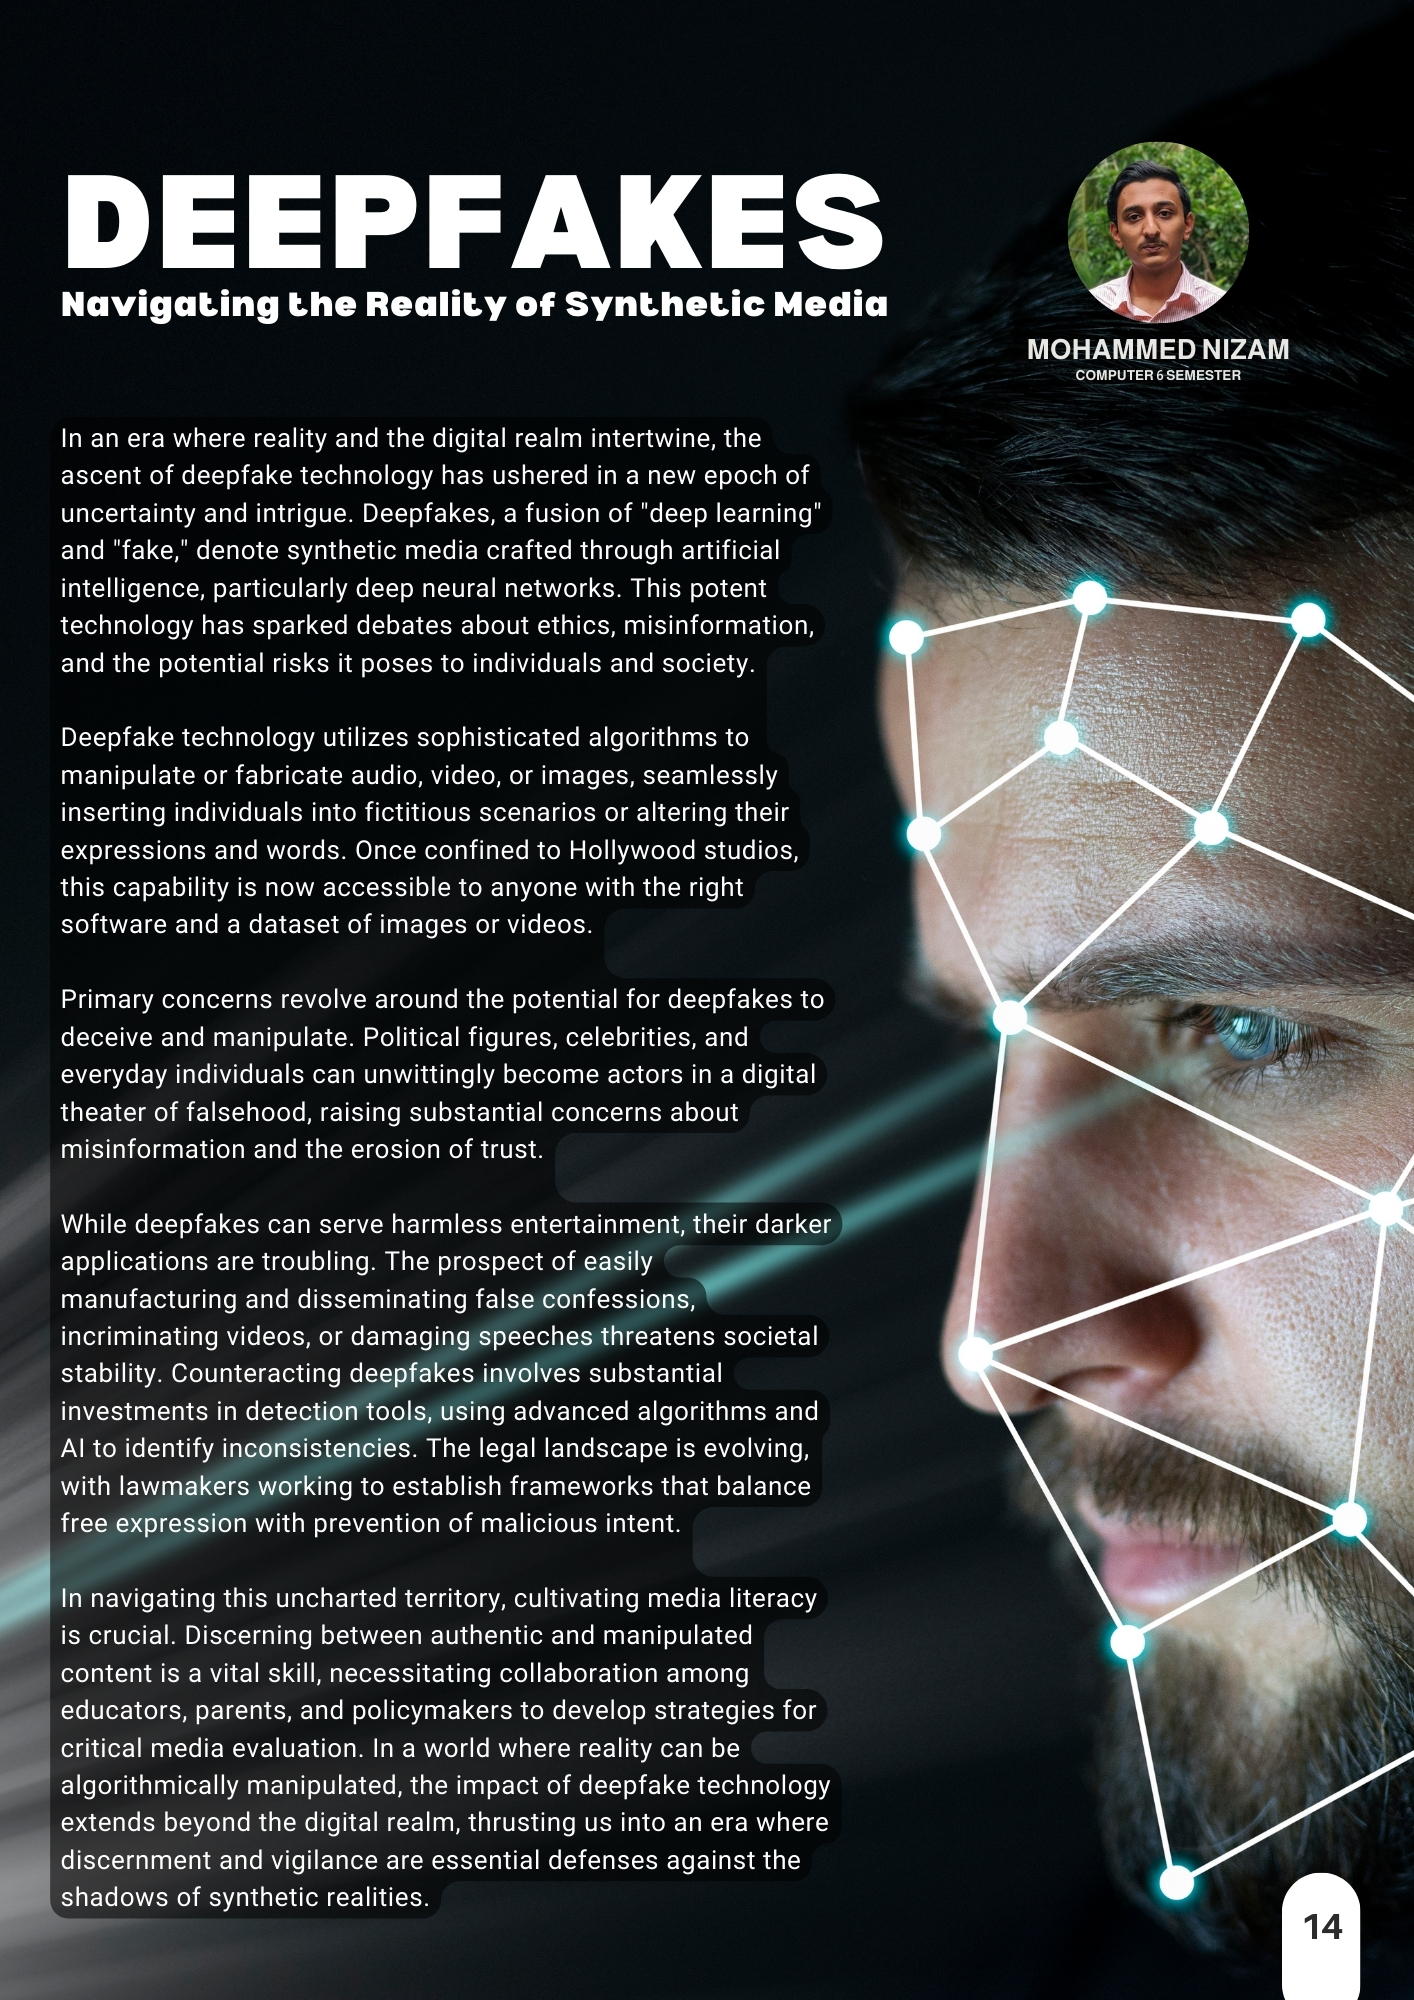 DEEPFAKES
Navigating the Reality of Synthetic Media
MOHAMMED NIZAM
COMPUTER 6 SEMESTER
In an era where reality and the digital realm intertwine, the
ascent of deepfake technology has ushered in a new epoch of
uncertainty and intrigue. Deepfakes, a fusion of "deep learning"
and "fake," denote synthetic media crafted through artificial
intelligence, particularly deep neural networks. This potent
technology has sparked debates about ethics, misinformation,
and the potential risks it poses to individuals and society.
Deepfake technology utilizes sophisticated algorithms to
manipulate or fabricate audio, video, or images, seamlessly
inserting individuals into fictitious scenarios or altering their
expressions and words. Once confined to Hollywood studios,
this capability is now accessible to anyone with the right
software and a dataset of images or videos.
Primary concerns revolve around the potential for deepfakes to
deceive and manipulate. Political figures, celebrities, and
everyday individuals can unwittingly become actors in a digital
theater of falsehood, raising substantial concerns about
misinformation and the erosion of trust.
While deepfakes can serve harmless entertainment, their darker
applications are troubling. The prospect of easily
manufacturing and disseminating false confessions,
incriminating videos, or damaging speeches threatens societal
stability. Counteracting deepfakes involves substantial
investments in detection tools, using advanced algorithms and
AI to identify inconsistencies. The legal landscape is evolving,
with lawmakers working to establish frameworks that balance
free expression with prevention of malicious intent.
In navigating this uncharted territory, cultivating media literacy
is crucial. Discerning between authentic and manipulated
content is a vital skill, necessitating collaboration among
educators, parents, and policymakers to develop strategies for
critical media evaluation. In a world where reality can be
algorithmically manipulated, the impact of deepfake technology
extends beyond the digital realm, thrusting us into an era where
discernment and vigilance are essential defenses against the
shadows of synthetic realities.
14